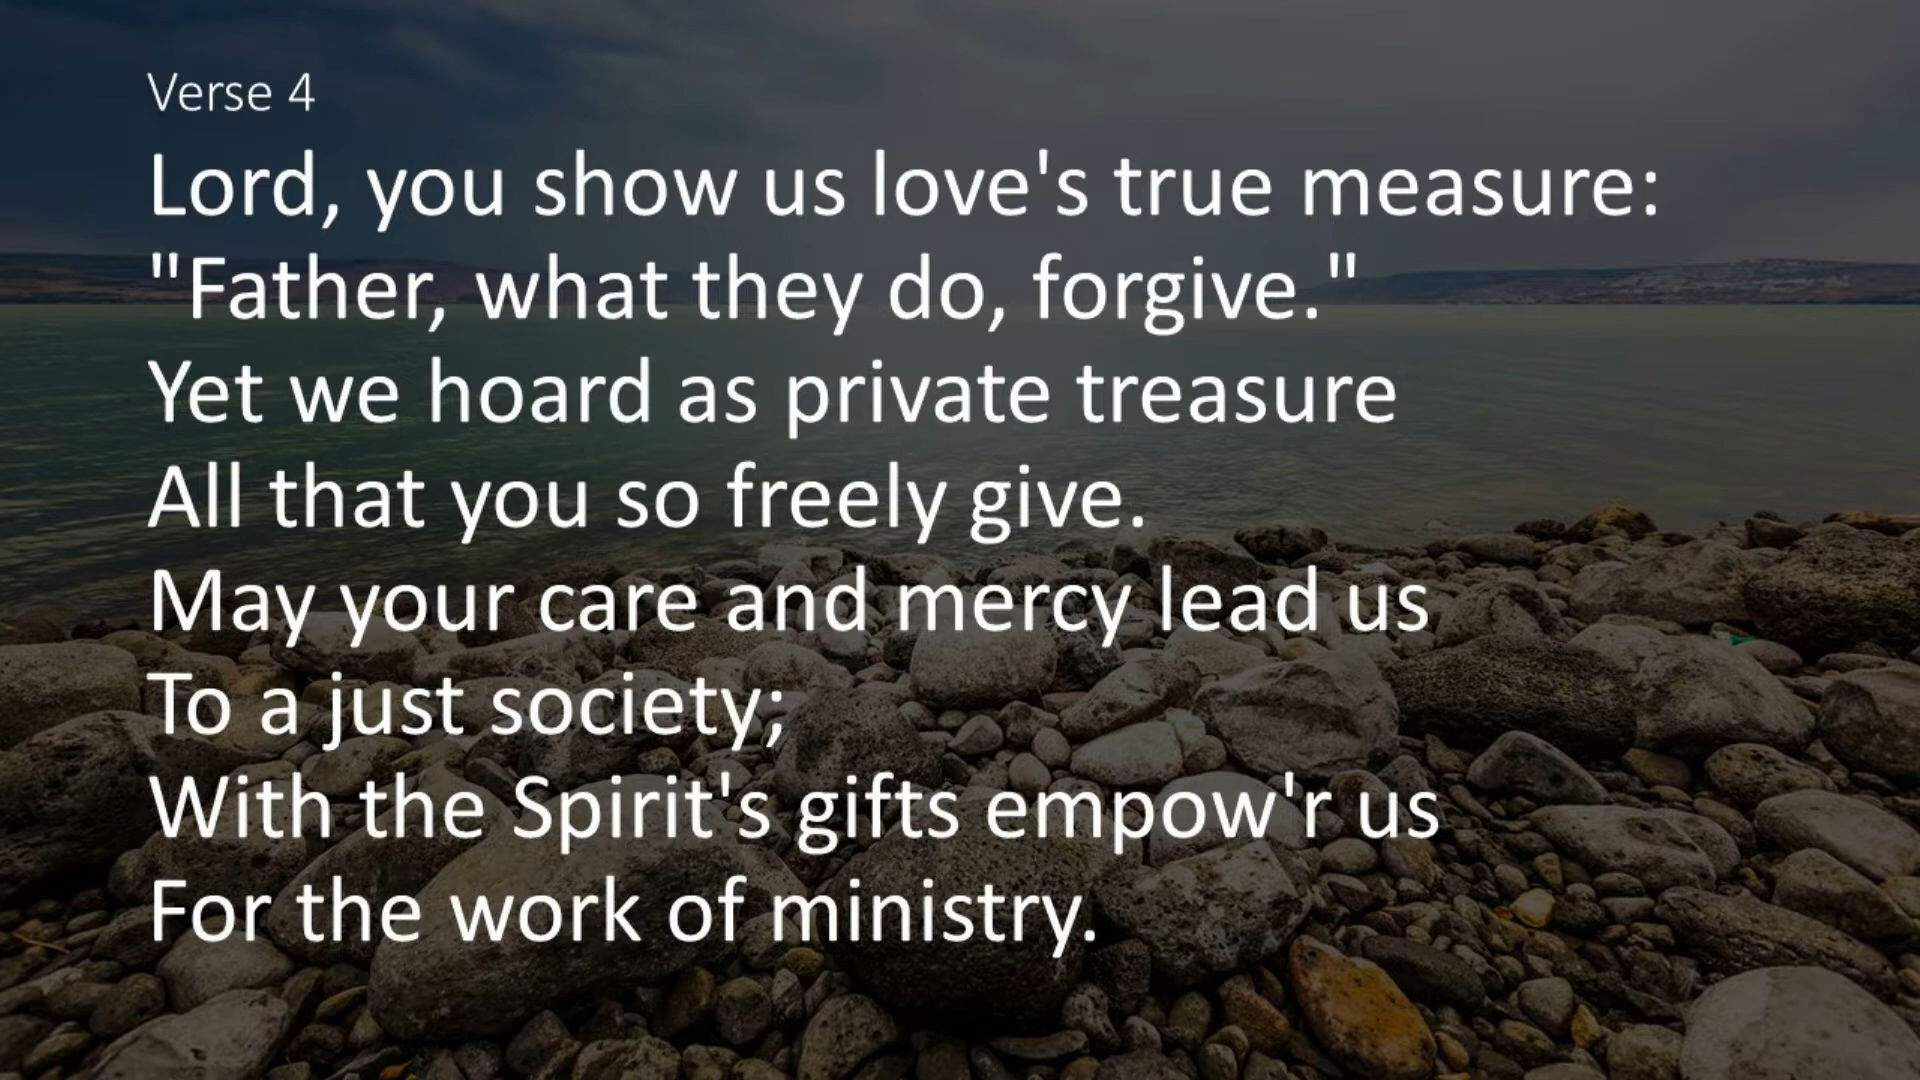 Verse 4
Lord, you show us love's true measure:
"Father, what they do, forgive."
Yet we hoard as private treasure
All that you so freely give.
May your care and mercy lead us
To a just society;
With the Spirit's gifts empow'r us
For the work of ministry.